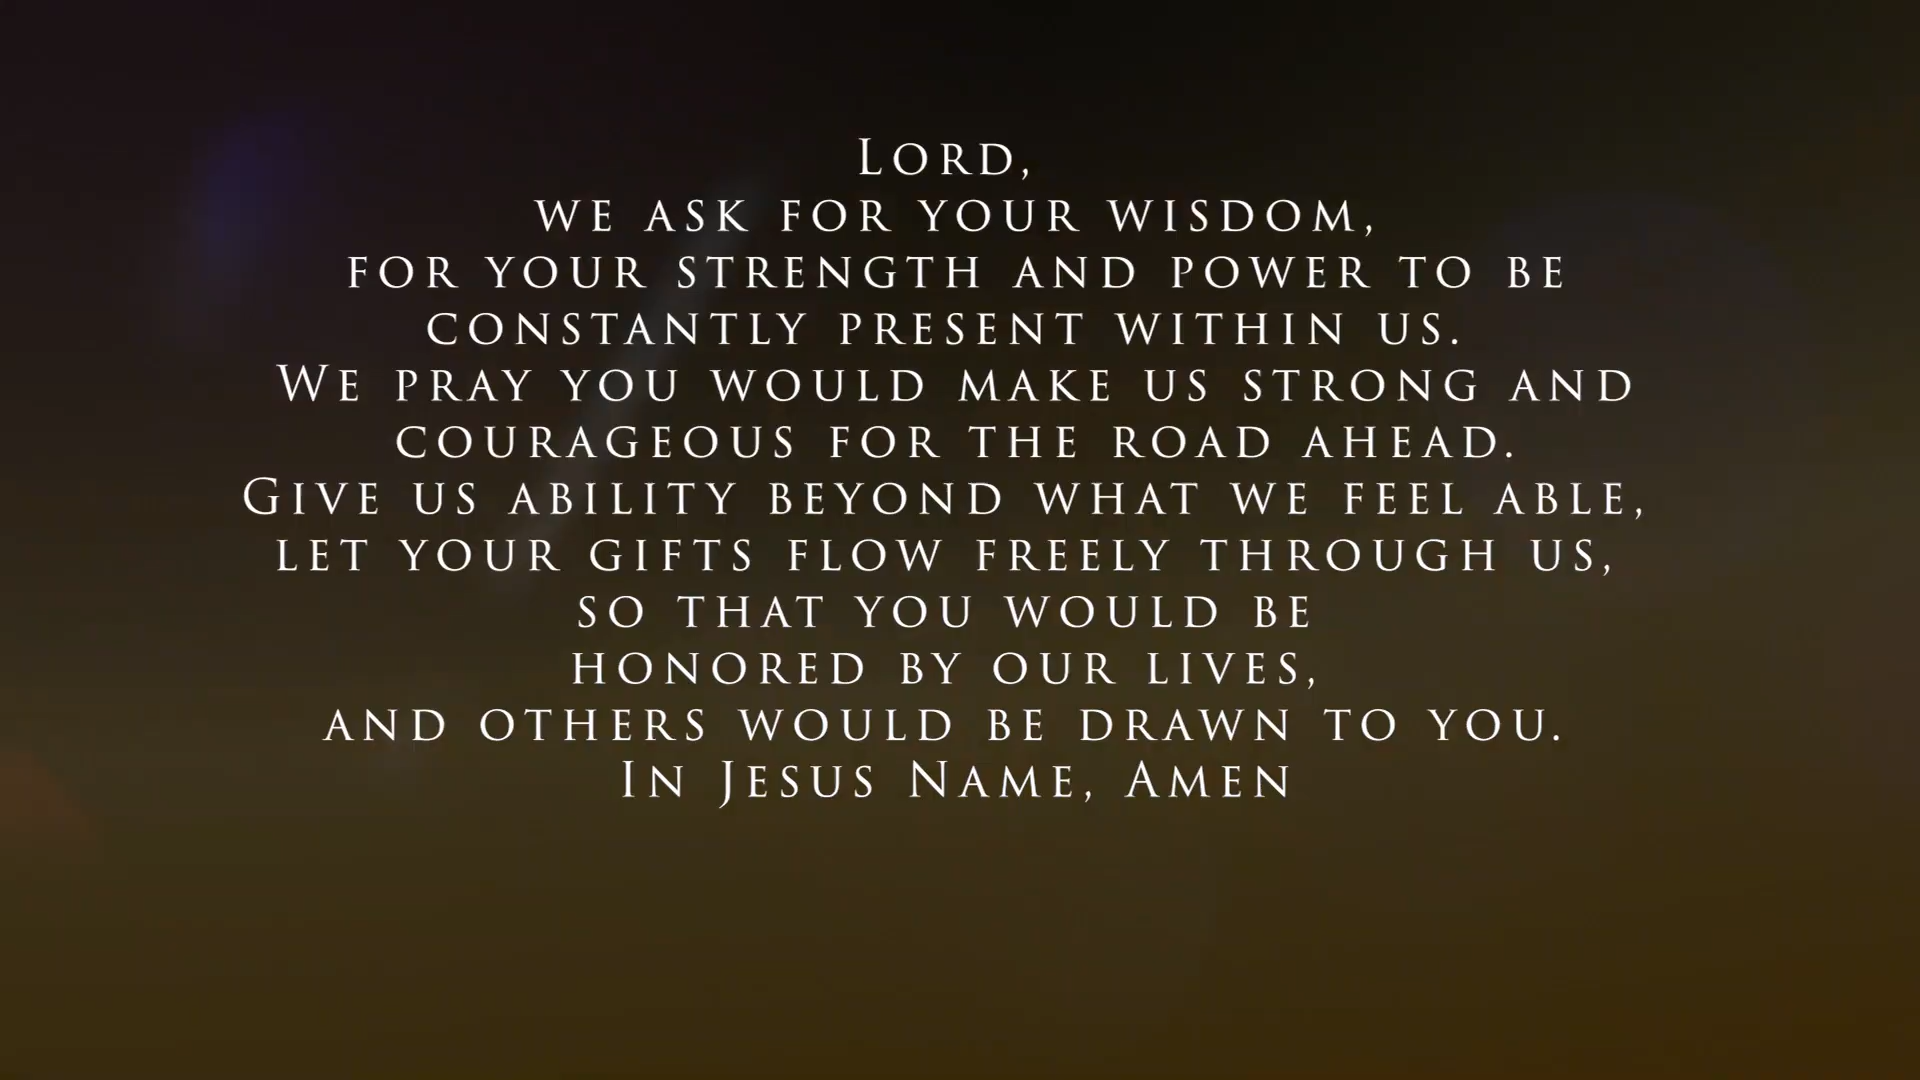 Lord,
we ask for your wisdom,
for your strength and power to be
constantly present within us.
We pray you would make us strong and
courageous for the road ahead.
Give us ability beyond what we feel able,
let your gifts flow freely through us,
so that you would be
honored by our lives,
and others would be drawn to you.
In Jesus Name, Amen